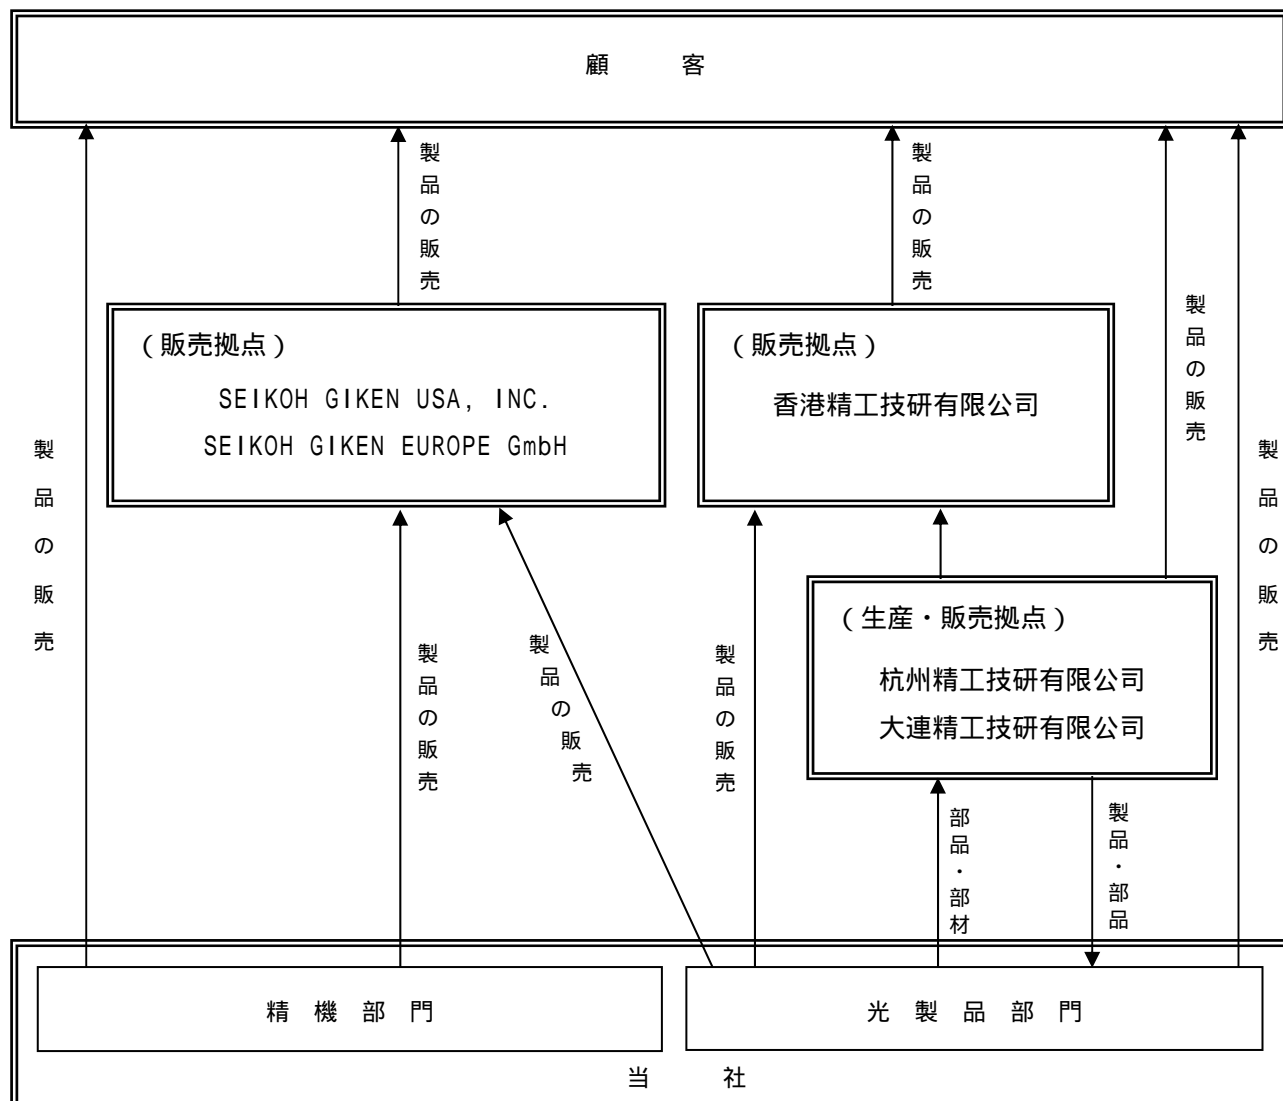 顧 客
製品の販売
製品の販売
製品の販売
製品の販売
製品の販売
製品の販売
(販売拠点)
SEIKOH GIKEN USA, INC.
SEIKOH GIKEN EUROPE GmbH
(販売拠点)
香港精工技研有限公司
(生産・販売拠点)
杭州精工技研有限公司
大連精工技研有限公司
製品の販売
製品の販売
製品の販売
部品・部材
製品・部品
精機部門
光製品部門
当 社